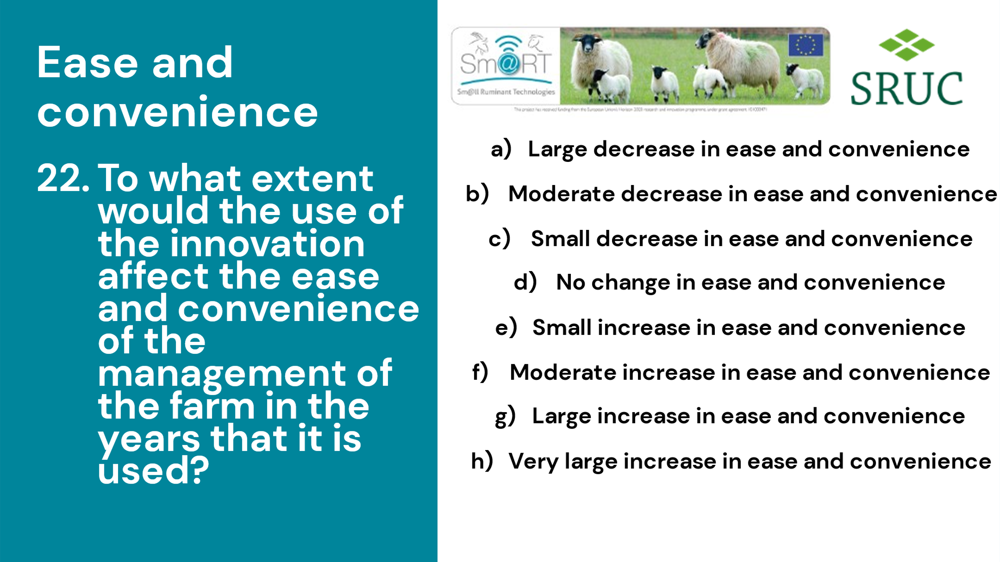 Ease and
convenience
22. To what extent
would the use of
the innovation
affect the ease
and convenience
of the
management of
the farm in the
years that it is
used?
Sm@RT
Sm@ll Ruminant Technologies
This project has received funding from the European Union's Horizon 2020 research and innovation programme under grant agreement
SRUC
a) Large decrease in ease and convenience
b) Moderate decrease in ease and convenience
c) Small decrease in ease and convenience
d) No change in ease and convenience
e) Small increase in ease and convenience
f) Moderate increase in ease and convenience
g) Large increase in ease and convenience
h) Very large increase in ease and convenience